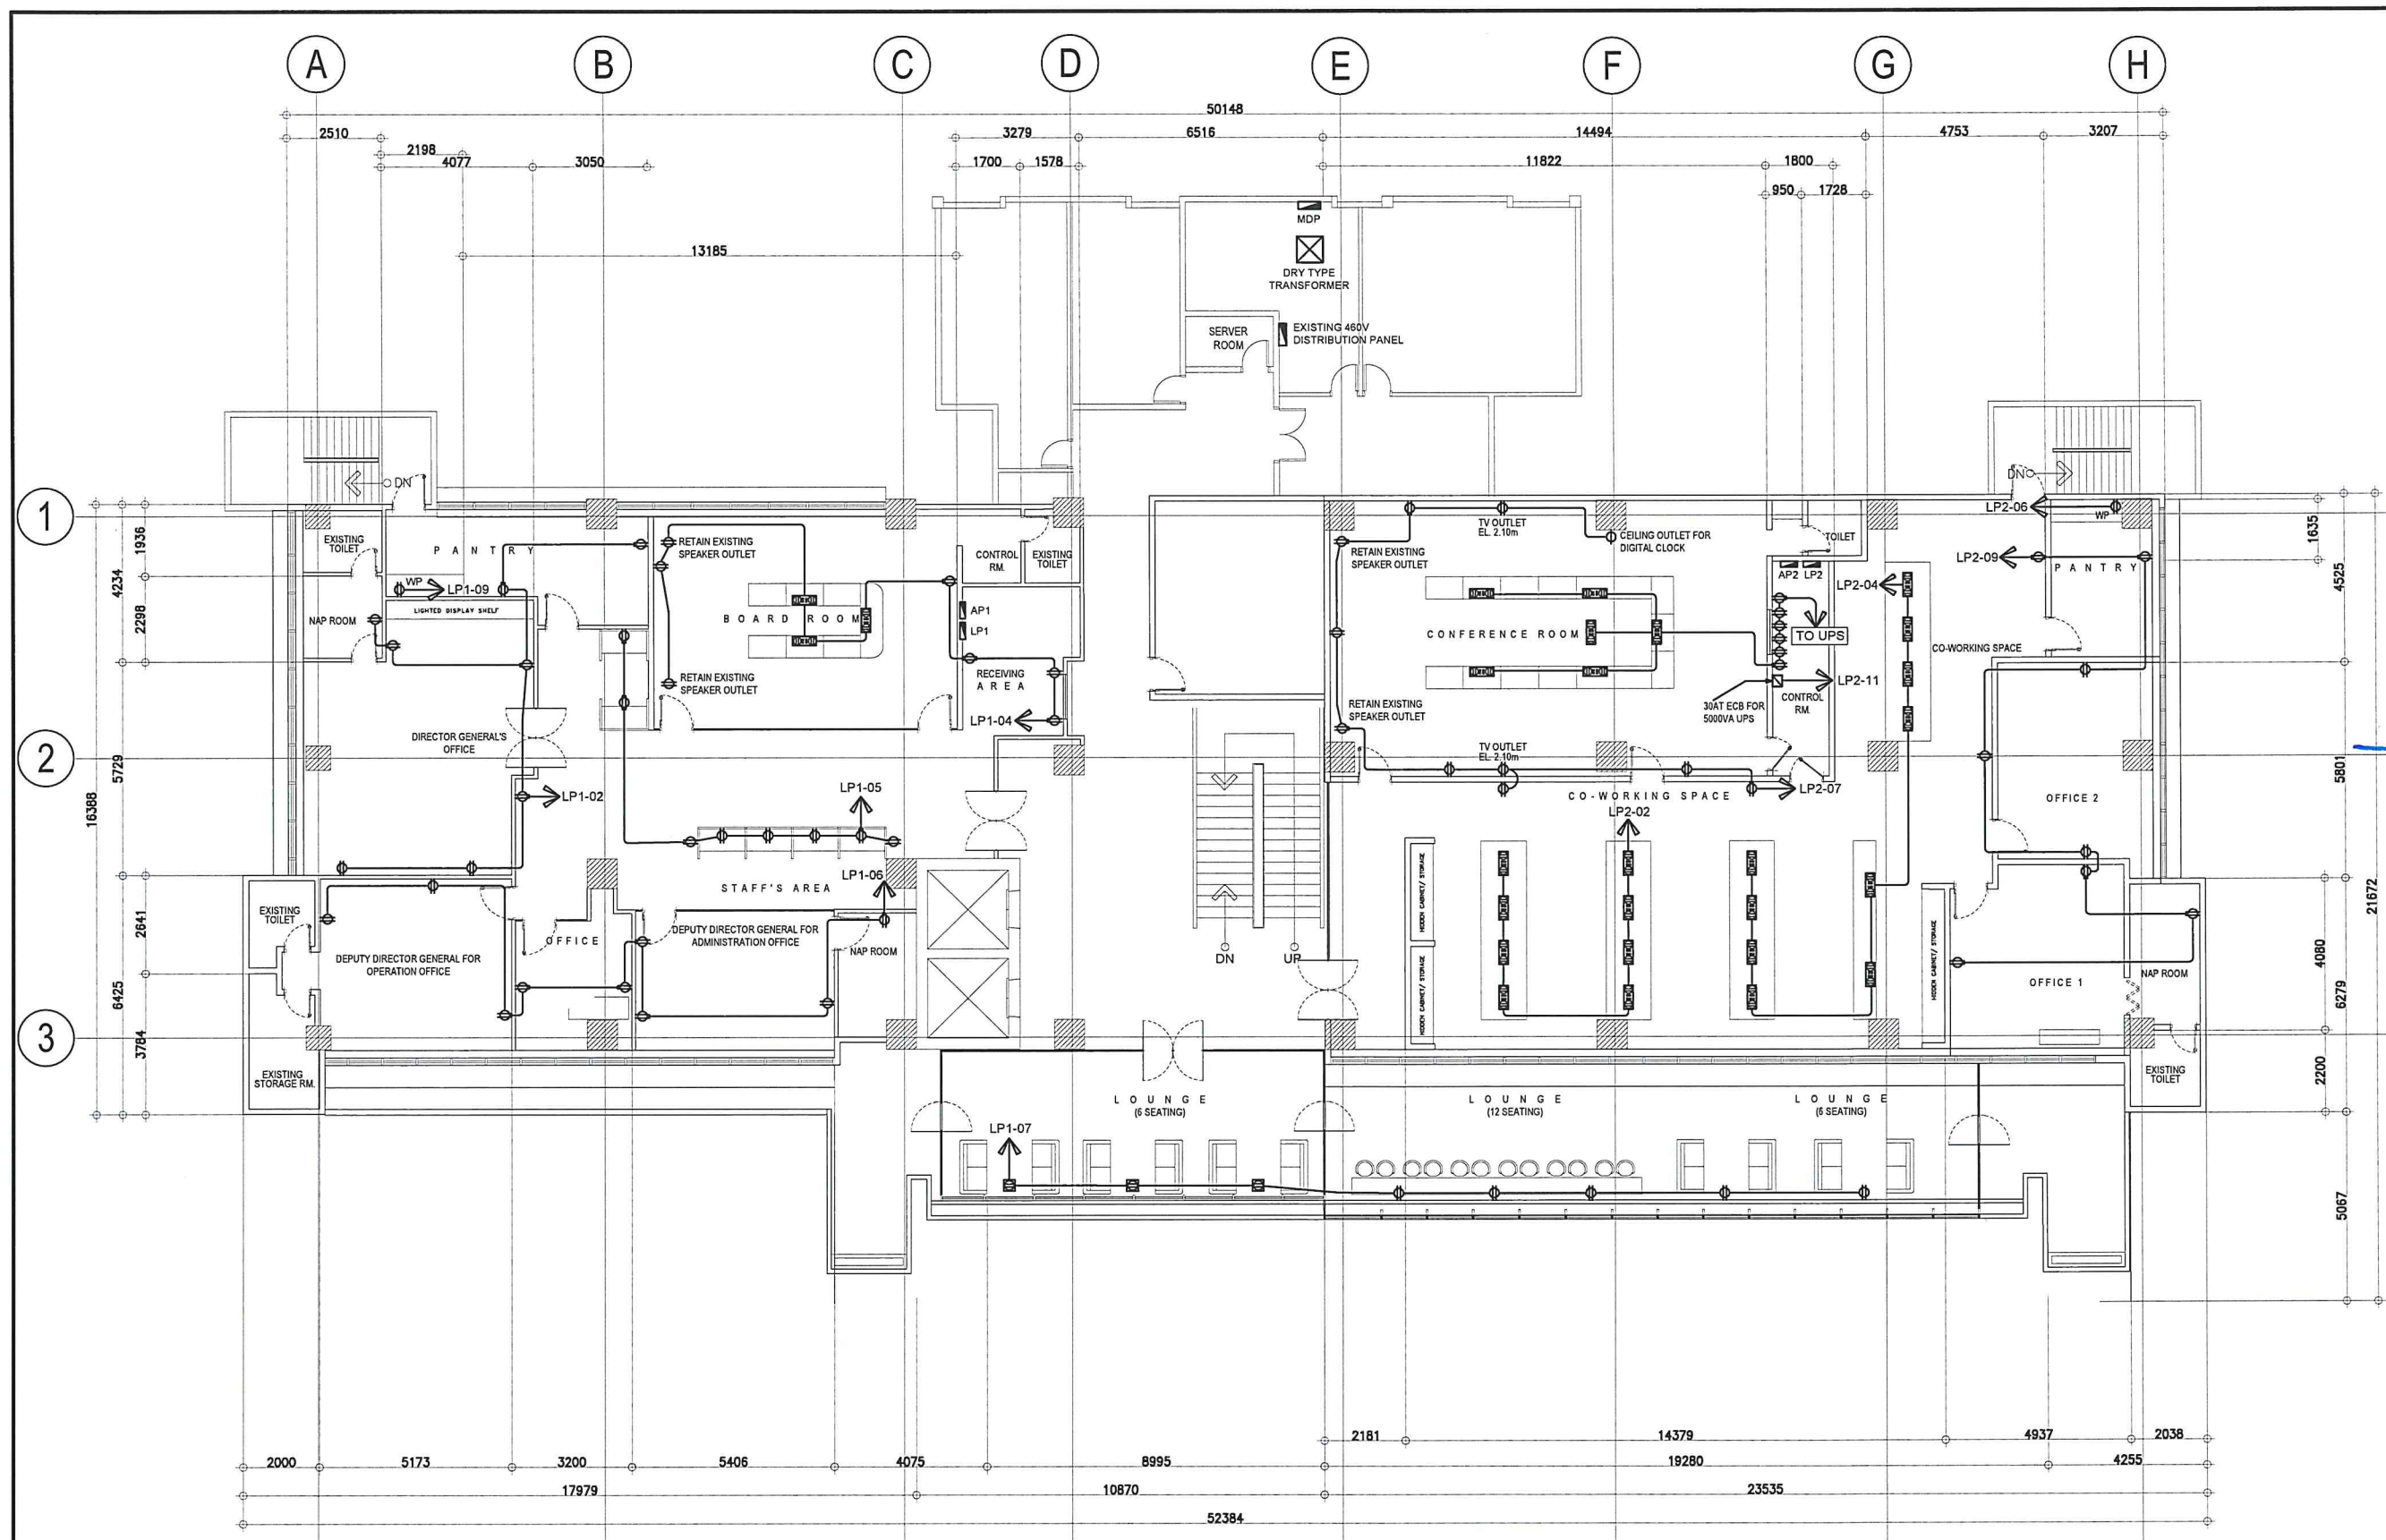 A B C D E F G H
50148
2510 3279 6516 14494 4753 3207
2198
4077 3050 1700 1578 11822 1800
950 1728
MDP
13185
DRY TYPE
TRANSFORMER
SERVER
ROOM
EXISTING 460V
DISTRIBUTION PANEL
DN
DN
1
LP2-06
WP
EXISTING
TOILET
PANTRY
RETAIN EXISTING
SPEAKER OUTLET
CONTROL
RM.
EXISTING
TOILET
TV OUTLET
EL. 2.10m
RETAIN EXISTING
SPEAKER OUTLET
CEILING OUTLET FOR
DIGITAL CLOCK
TOILET
LP2-09
PANTRY
1936
4234
2298
1635
4525
WP
LP1-09
AP2 LP2
LP2-04
LIGHTED DISPLAY SHELF
NAP ROOM
BOARD ROOM
AP1
LP1
CONFERENCE ROOM
TO UPS
CO-WORKING SPACE
RETAIN EXISTING
SPEAKER OUTLET
RECEIVING
AREA
LP1-04
RETAIN EXISTING
SPEAKER OUTLET
30AT ECB FOR
5000VA UPS
LP2-11
CONTROL
RM.
DIRECTOR GENERAL'S
OFFICE
2
TV OUTLET
EL. 2.10m
5729
16388
5801
LP1-02
LP1-05
CO-WORKING SPACE
LP2-07
OFFICE 2
LP2-02
LP1-06
STAFF'S AREA
HIDDEN CABINET/ STORAGE
HIDDEN CABINET/ STORAGE
HIDDEN CABINET/ STORAGE
EXISTING
TOILET
OFFICE
DEPUTY DIRECTOR GENERAL FOR
ADMINISTRATION OFFICE
NAP ROOM
DEPUTY DIRECTOR GENERAL FOR
OPERATION OFFICE
DN UP
NAP ROOM
OFFICE 1
2641
6425
3784
21672
4080
6279
2200
3
EXISTING
STORAGE RM.
EXISTING
TOILET
LOUNGE
(6 SEATING)
LOUNGE
(12 SEATING)
LOUNGE
(6 SEATING)
LP1-07
5067
2181 14379 4937 2038
2000 5173 3200 5406 4075 8995 19280 4255
17979 10870 23535
52384